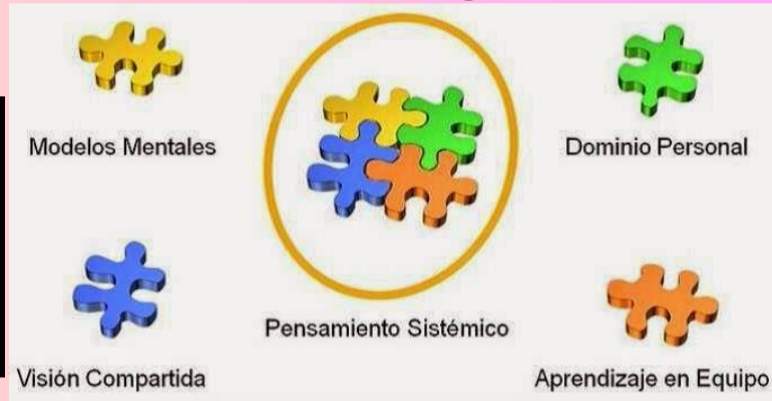 Modelos Mentales
Dominio Personal
Pensamiento Sistémico
Visión Compartida
Aprendizaje en Equipo